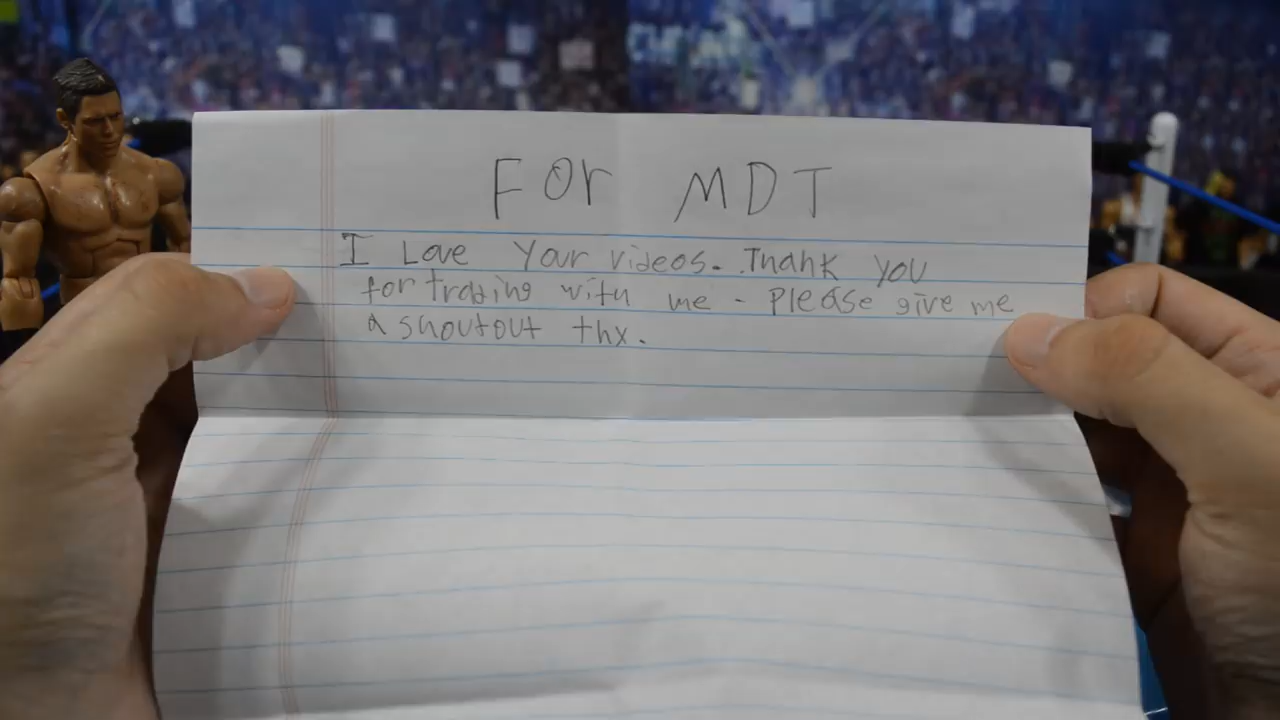 For MDT
I Love Your videos. Thank you
for trading with me - Please give me
a shoutout thx.